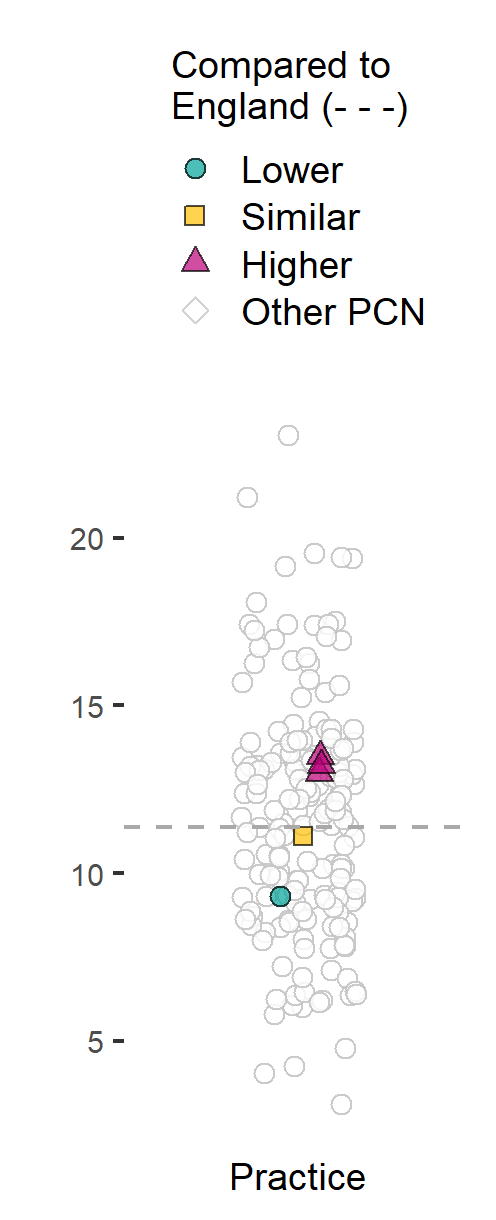 Compared to
England (- - -)
Lower
Similar
Higher
Other PCN
20
15
10
5
Practice